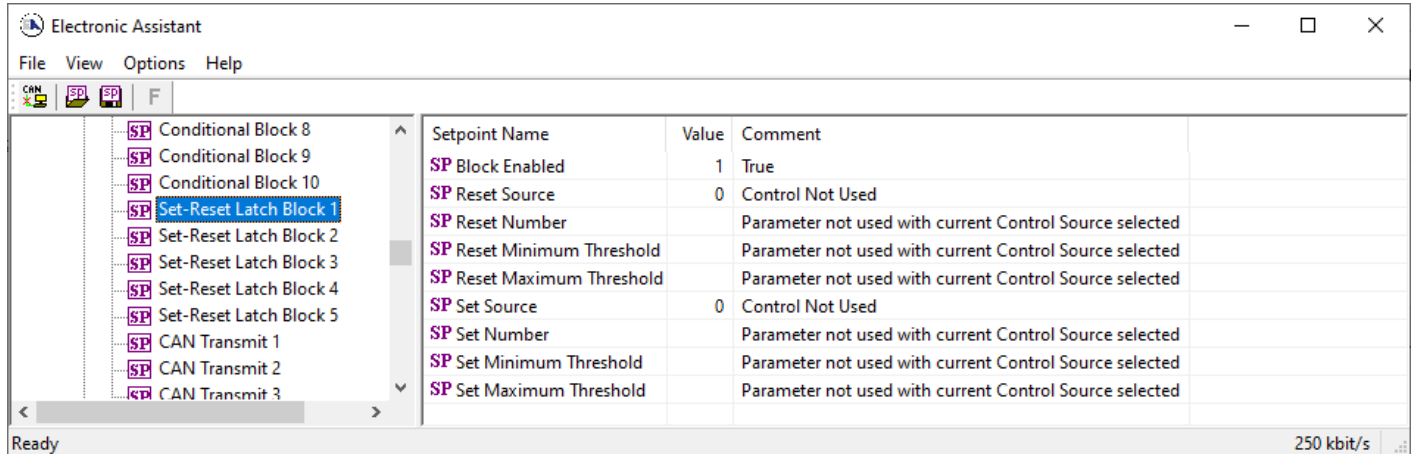 Electronic Assistant
File View Options Help
CAN SP SP F
SP Conditional Block 8
SP Conditional Block 9
SP Conditional Block 10
SP Set-Reset Latch Block 1
SP Set-Reset Latch Block 2
SP Set-Reset Latch Block 3
SP Set-Reset Latch Block 4
SP Set-Reset Latch Block 5
SP CAN Transmit 1
SP CAN Transmit 2
SP CAN Transmit 3
Setpoint Name Value Comment
SP Block Enabled 1 True
SP Reset Source 0 Control Not Used
SP Reset Number Parameter not used with current Control Source selected
SP Reset Minimum Threshold Parameter not used with current Control Source selected
SP Reset Maximum Threshold Parameter not used with current Control Source selected
SP Set Source 0 Control Not Used
SP Set Number Parameter not used with current Control Source selected
SP Set Minimum Threshold Parameter not used with current Control Source selected
SP Set Maximum Threshold Parameter not used with current Control Source selected
Ready 250 kbit/s